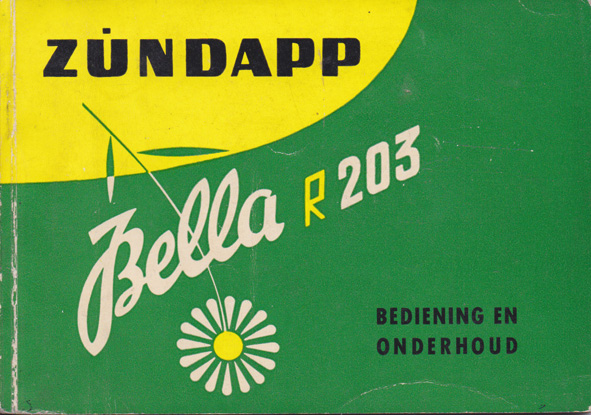 ZÜNDAPP
Bella R 203
BEDIENING EN
ONDERHOUD